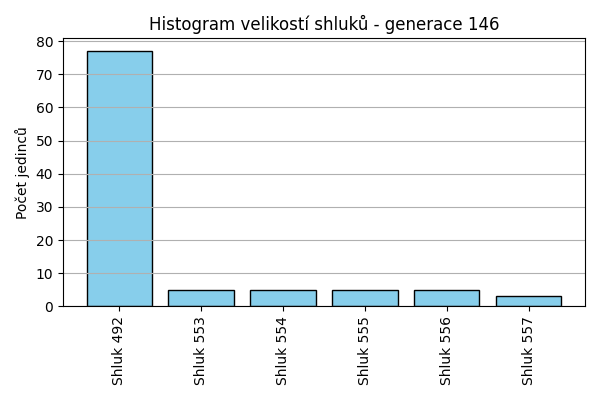 Histogram velikostí shluků - generace 146
Počet jedinců
80
70
60
50
40
30
20
10
0
Shluk 492
Shluk 553
Shluk 554
Shluk 555
Shluk 556
Shluk 557